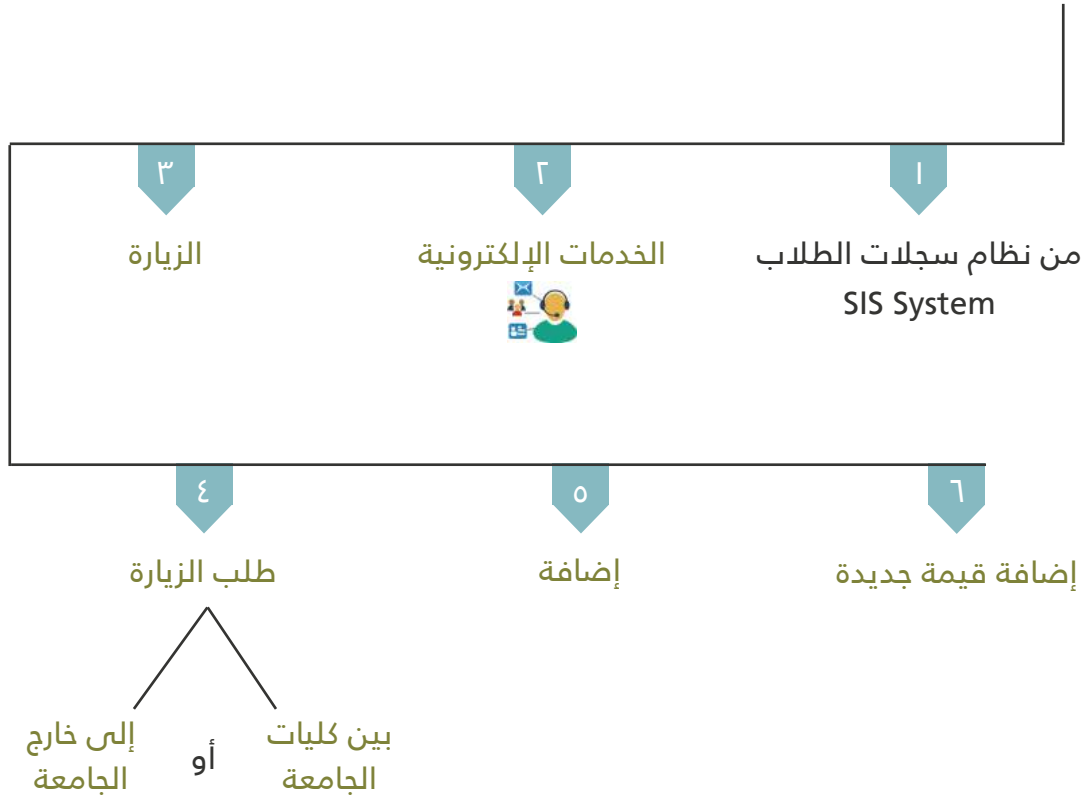 ١
من نظام سجلات الطلاب
SIS System
٢
الخدمات الإلكترونية
٣
الزيارة
٤
طلب الزيارة
بين كليات
الجامعة
أو
إلى خارج
الجامعة
٥
إضافة
٦
إضافة قيمة جديدة